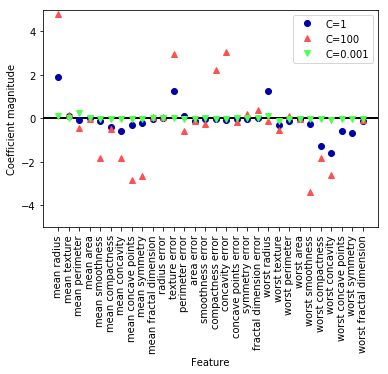 4
2
0
−2
−4
Coefficient magnitude
C=1
C=100
C=0.001
mean radius
mean texture
mean perimeter
mean area
mean smoothness
mean compactness
mean concavity
mean concave points
mean symmetry
mean fractal dimension
radius error
texture error
perimeter error
area error
smoothness error
compactness error
concavity error
concave points error
symmetry error
fractal dimension error
worst radius
worst texture
worst perimeter
worst area
worst smoothness
worst compactness
worst concavity
worst concave points
worst symmetry
worst fractal dimension
Feature